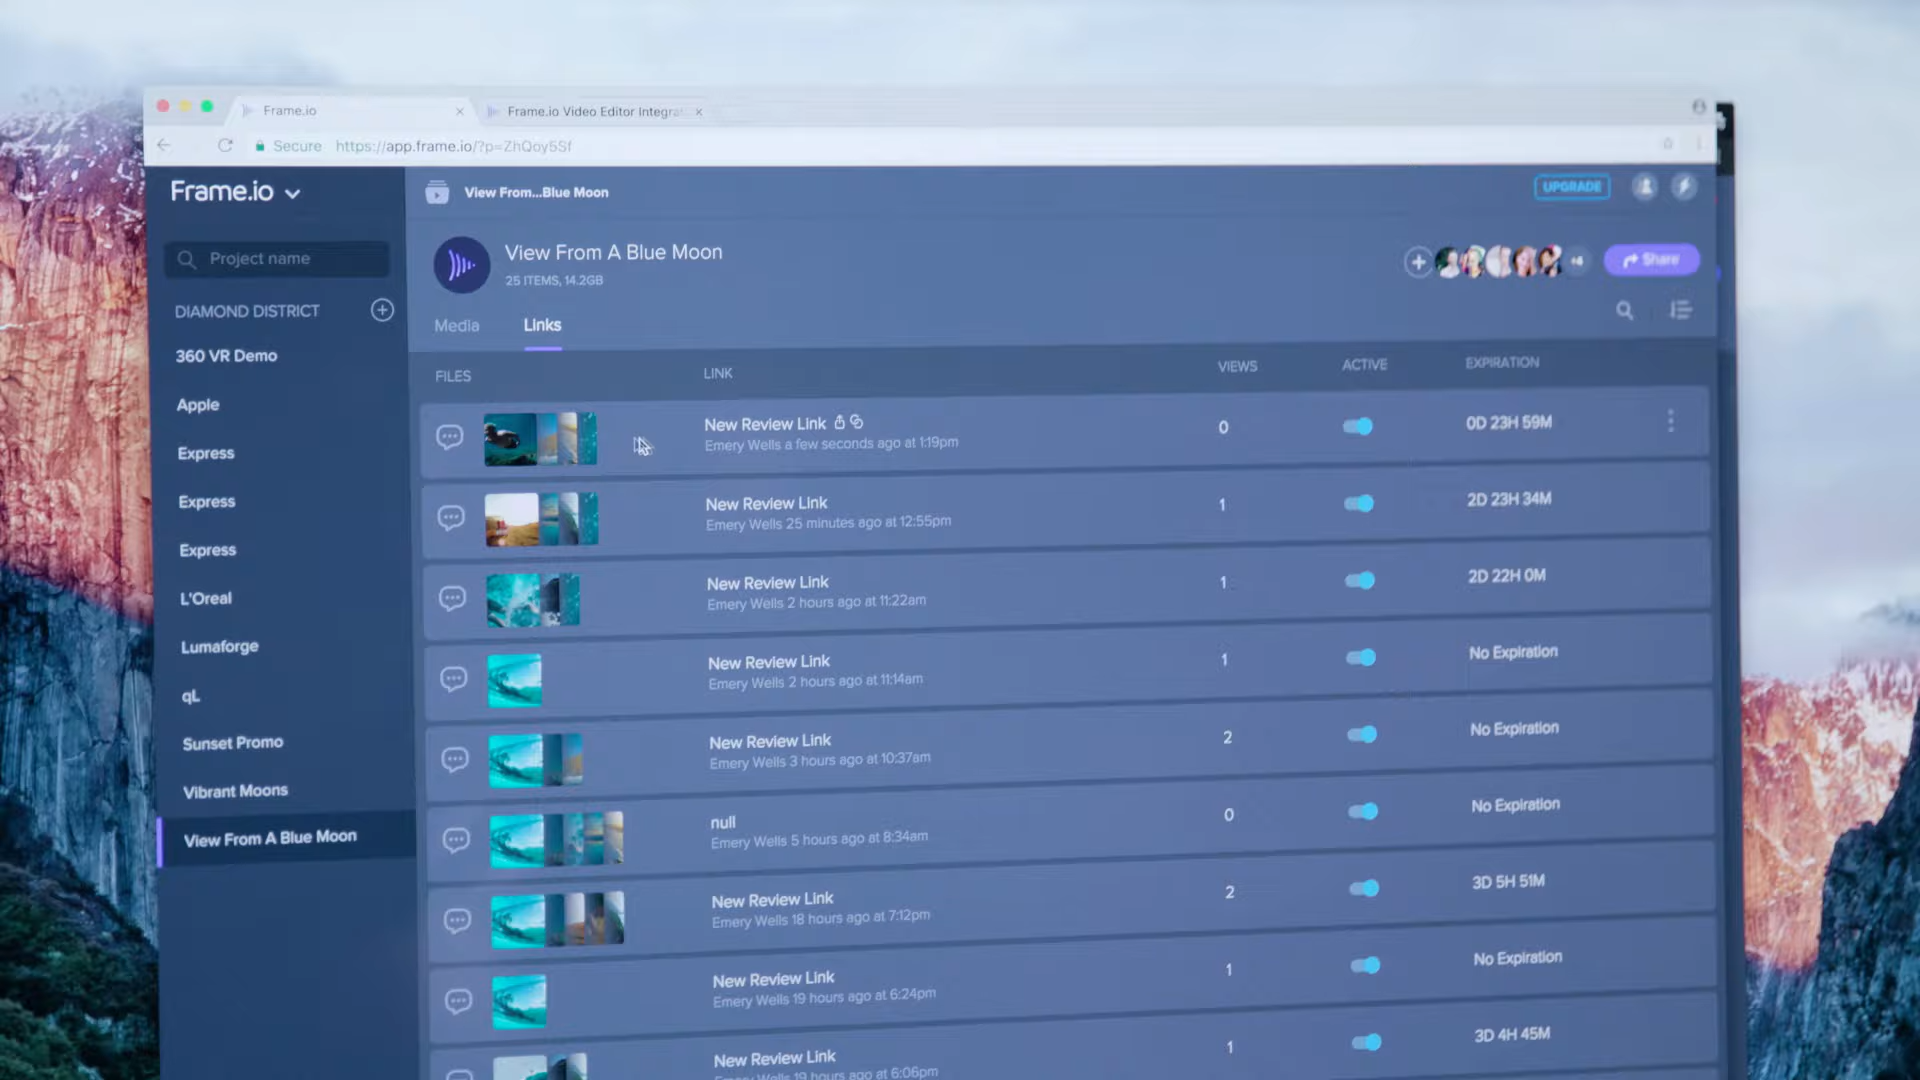 Frame.io
Frame.io Video Editor Integra
Secure https://app.frame.io/?p=ZhQoy5Sf
Frame.io
View From...Blue Moon
UPGRADE
Project name
View From A Blue Moon
25 ITEMS, 14.2GB
+4
Share
DIAMOND DISTRICT
360 VR Demo
Apple
Express
Express
Express
L'Oreal
Lumaforge
qL
Sunset Promo
Vibrant Moons
View From A Blue Moon
Media
Links
FILES
LINK
VIEWS
ACTIVE
EXPIRATION
New Review Link
Emery Wells a few seconds ago at 1:19pm
0
0D 23H 59M
New Review Link
Emery Wells 25 minutes ago at 12:55pm
1
2D 23H 34M
New Review Link
Emery Wells 2 hours ago at 11:22am
1
2D 22H 0M
New Review Link
Emery Wells 2 hours ago at 11:14am
1
No Expiration
New Review Link
Emery Wells 3 hours ago at 10:37am
2
No Expiration
null
Emery Wells 5 hours ago at 8:34am
0
No Expiration
New Review Link
Emery Wells 18 hours ago at 7:12pm
2
3D 5H 51M
New Review Link
Emery Wells 19 hours ago at 6:24pm
1
No Expiration
New Review Link
Emery Wells 19 hours ago at 6:06pm
1
3D 4H 45M